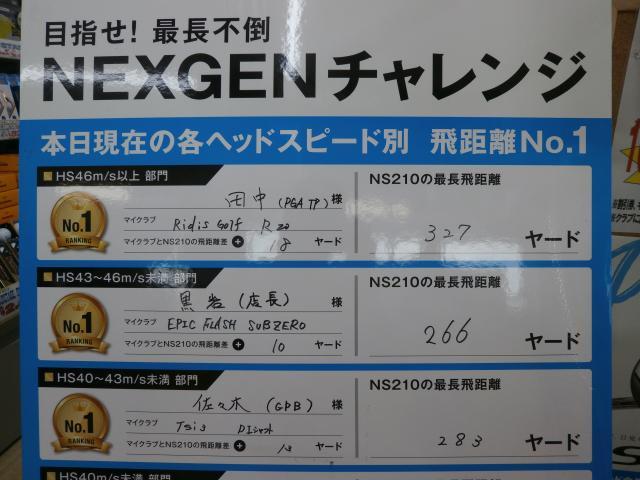 目指せ! 最長不倒
NEXGENチャレンジ
本日現在の各ヘッドスピード別 飛距離No.1
HS46m/s以上 部門
No.1
RANKING
田中 (PGA TP) 様
マイクラブ Ridis Golf R20
マイクラブとNS210の飛距離差 + 18 ヤード
NS210の最長飛距離
327 ヤード
HS43~46m/s未満 部門
No.1
RANKING
黒岩 (店長) 様
マイクラブ EPIC FLASH SUBZERO
マイクラブとNS210の飛距離差 + 10 ヤード
NS210の最長飛距離
266 ヤード
HS40~43m/s未満 部門
No.1
RANKING
佐々木 (GPB) 様
マイクラブ DIシャフト
マイクラブとNS210の飛距離差 + 13 ヤード
NS210の最長飛距離
283 ヤード
HS40m/s未満 部門